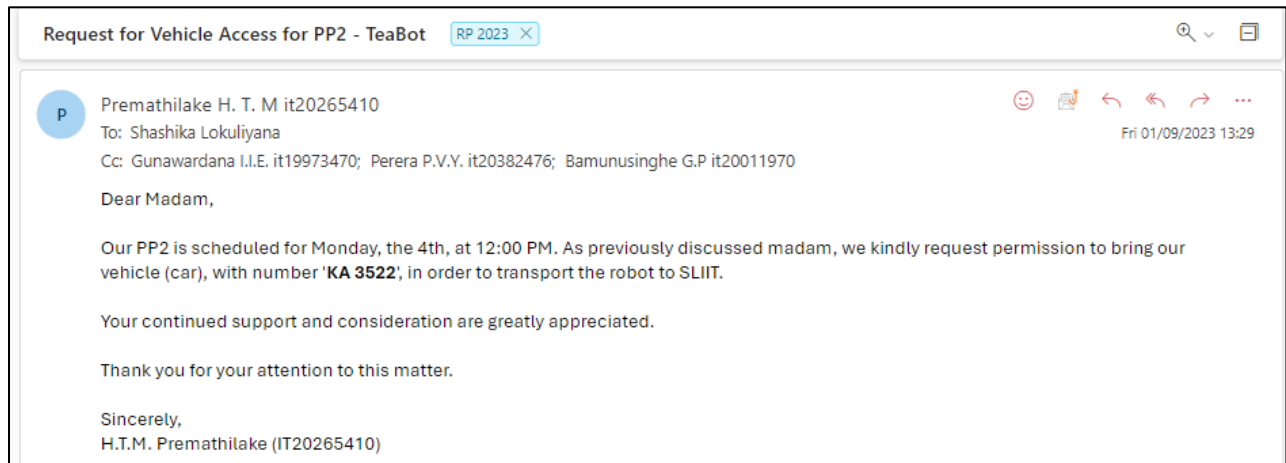 Request for Vehicle Access for PP2 - TeaBot RP 2023
P
Premathilake H. T. M it20265410
To: Shashika Lokuliyana
Fri 01/09/2023 13:29
Cc: Gunawardana I.I.E. it19973470; Perera P.V.Y. it20382476; Bamunusinghe G.P it20011970
Dear Madam,
Our PP2 is scheduled for Monday, the 4th, at 12:00 PM. As previously discussed madam, we kindly request permission to bring our
vehicle (car), with number 'KA 3522', in order to transport the robot to SLIIT.
Your continued support and consideration are greatly appreciated.
Thank you for your attention to this matter.
Sincerely,
H.T.M. Premathilake (IT20265410)